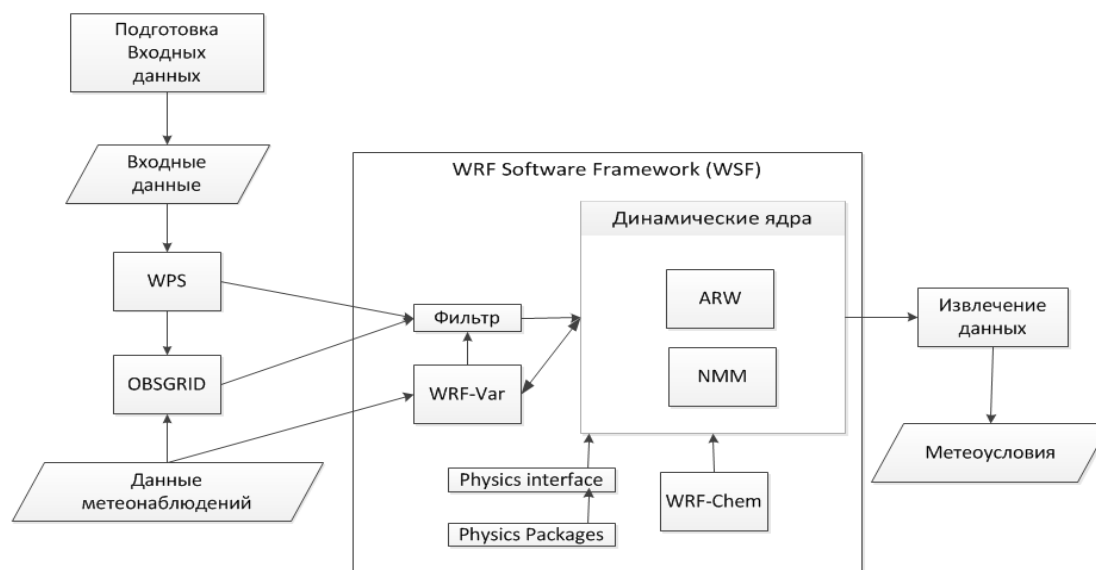 Подготовка
Входных
данных
Входные
данные
WPS
OBSGRID
Данные
метеонаблюдений
WRF Software Framework (WSF)
Динамические ядра
ARW
NMM
Фильтр
WRF-Var
Physics interface
Physics Packages
WRF-Chem
Извлечение
данных
Метеоусловия